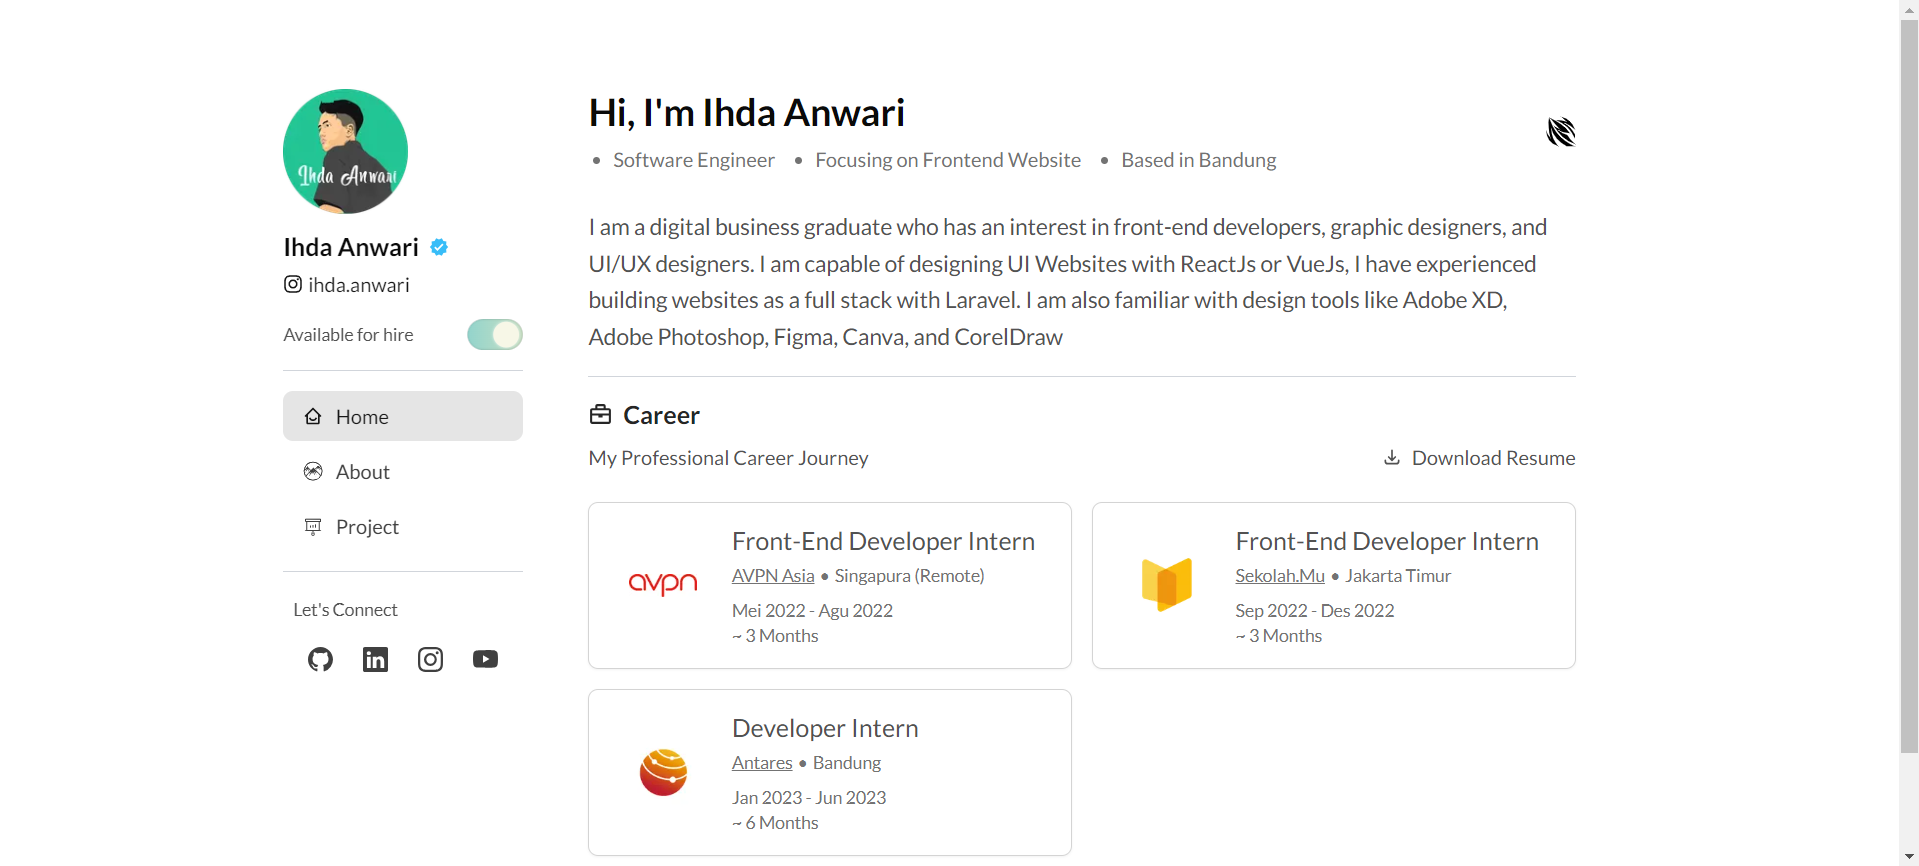 Ihda Anwari
Ihda Anwari
ihda.anwari
Available for hire
Home
About
Project
Let's Connect
Hi, I'm Ihda Anwari
• Software Engineer • Focusing on Frontend Website • Based in Bandung
I am a digital business graduate who has an interest in front-end developers, graphic designers, and
UI/UX designers. I am capable of designing UI Websites with ReactJs or VueJs, I have experienced
building websites as a full stack with Laravel. I am also familiar with design tools like Adobe XD,
Adobe Photoshop, Figma, Canva, and CorelDraw
Career
My Professional Career Journey
Download Resume
avpn
Front-End Developer Intern
AVPN Asia • Singapura (Remote)
Mei 2022 - Agu 2022
~ 3 Months
Front-End Developer Intern
Sekolah.Mu • Jakarta Timur
Sep 2022 - Des 2022
~ 3 Months
Developer Intern
Antares • Bandung
Jan 2023 - Jun 2023
~ 6 Months